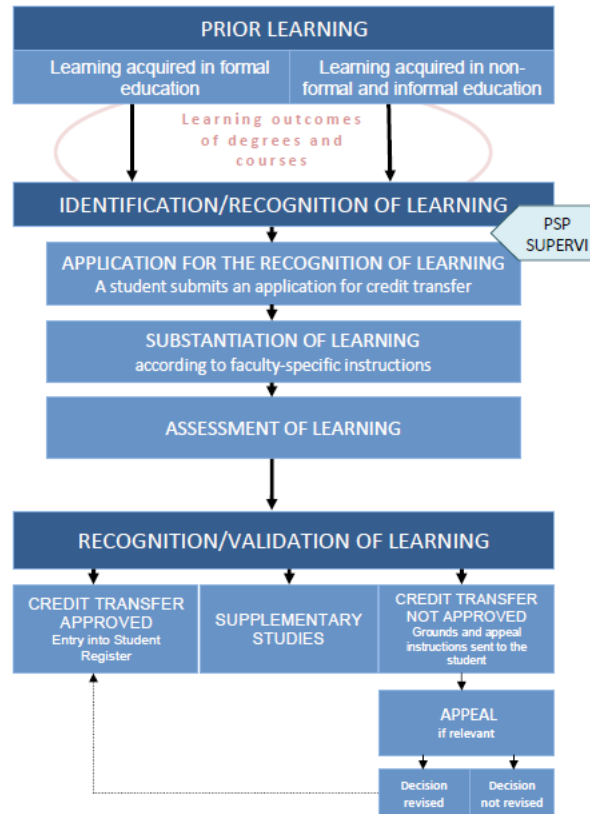 PRIOR LEARNING
Learning acquired in formal
education
Learning acquired in non-
formal and informal education
Learning outcomes
of degrees and
courses
IDENTIFICATION/RECOGNITION OF LEARNING
PSP
SUPERVI
APPLICATION FOR THE RECOGNITION OF LEARNING
A student submits an application for credit transfer
SUBSTANTIATION OF LEARNING
according to faculty-specific instructions
ASSESSMENT OF LEARNING
RECOGNITION/VALIDATION OF LEARNING
CREDIT TRANSFER
APPROVED
Entry into Student
Register
SUPPLEMENTARY
STUDIES
CREDIT TRANSFER
NOT APPROVED
Grounds and appeal
instructions sent to the
student
APPEAL
if relevant
Decision
revised
Decision
not revised